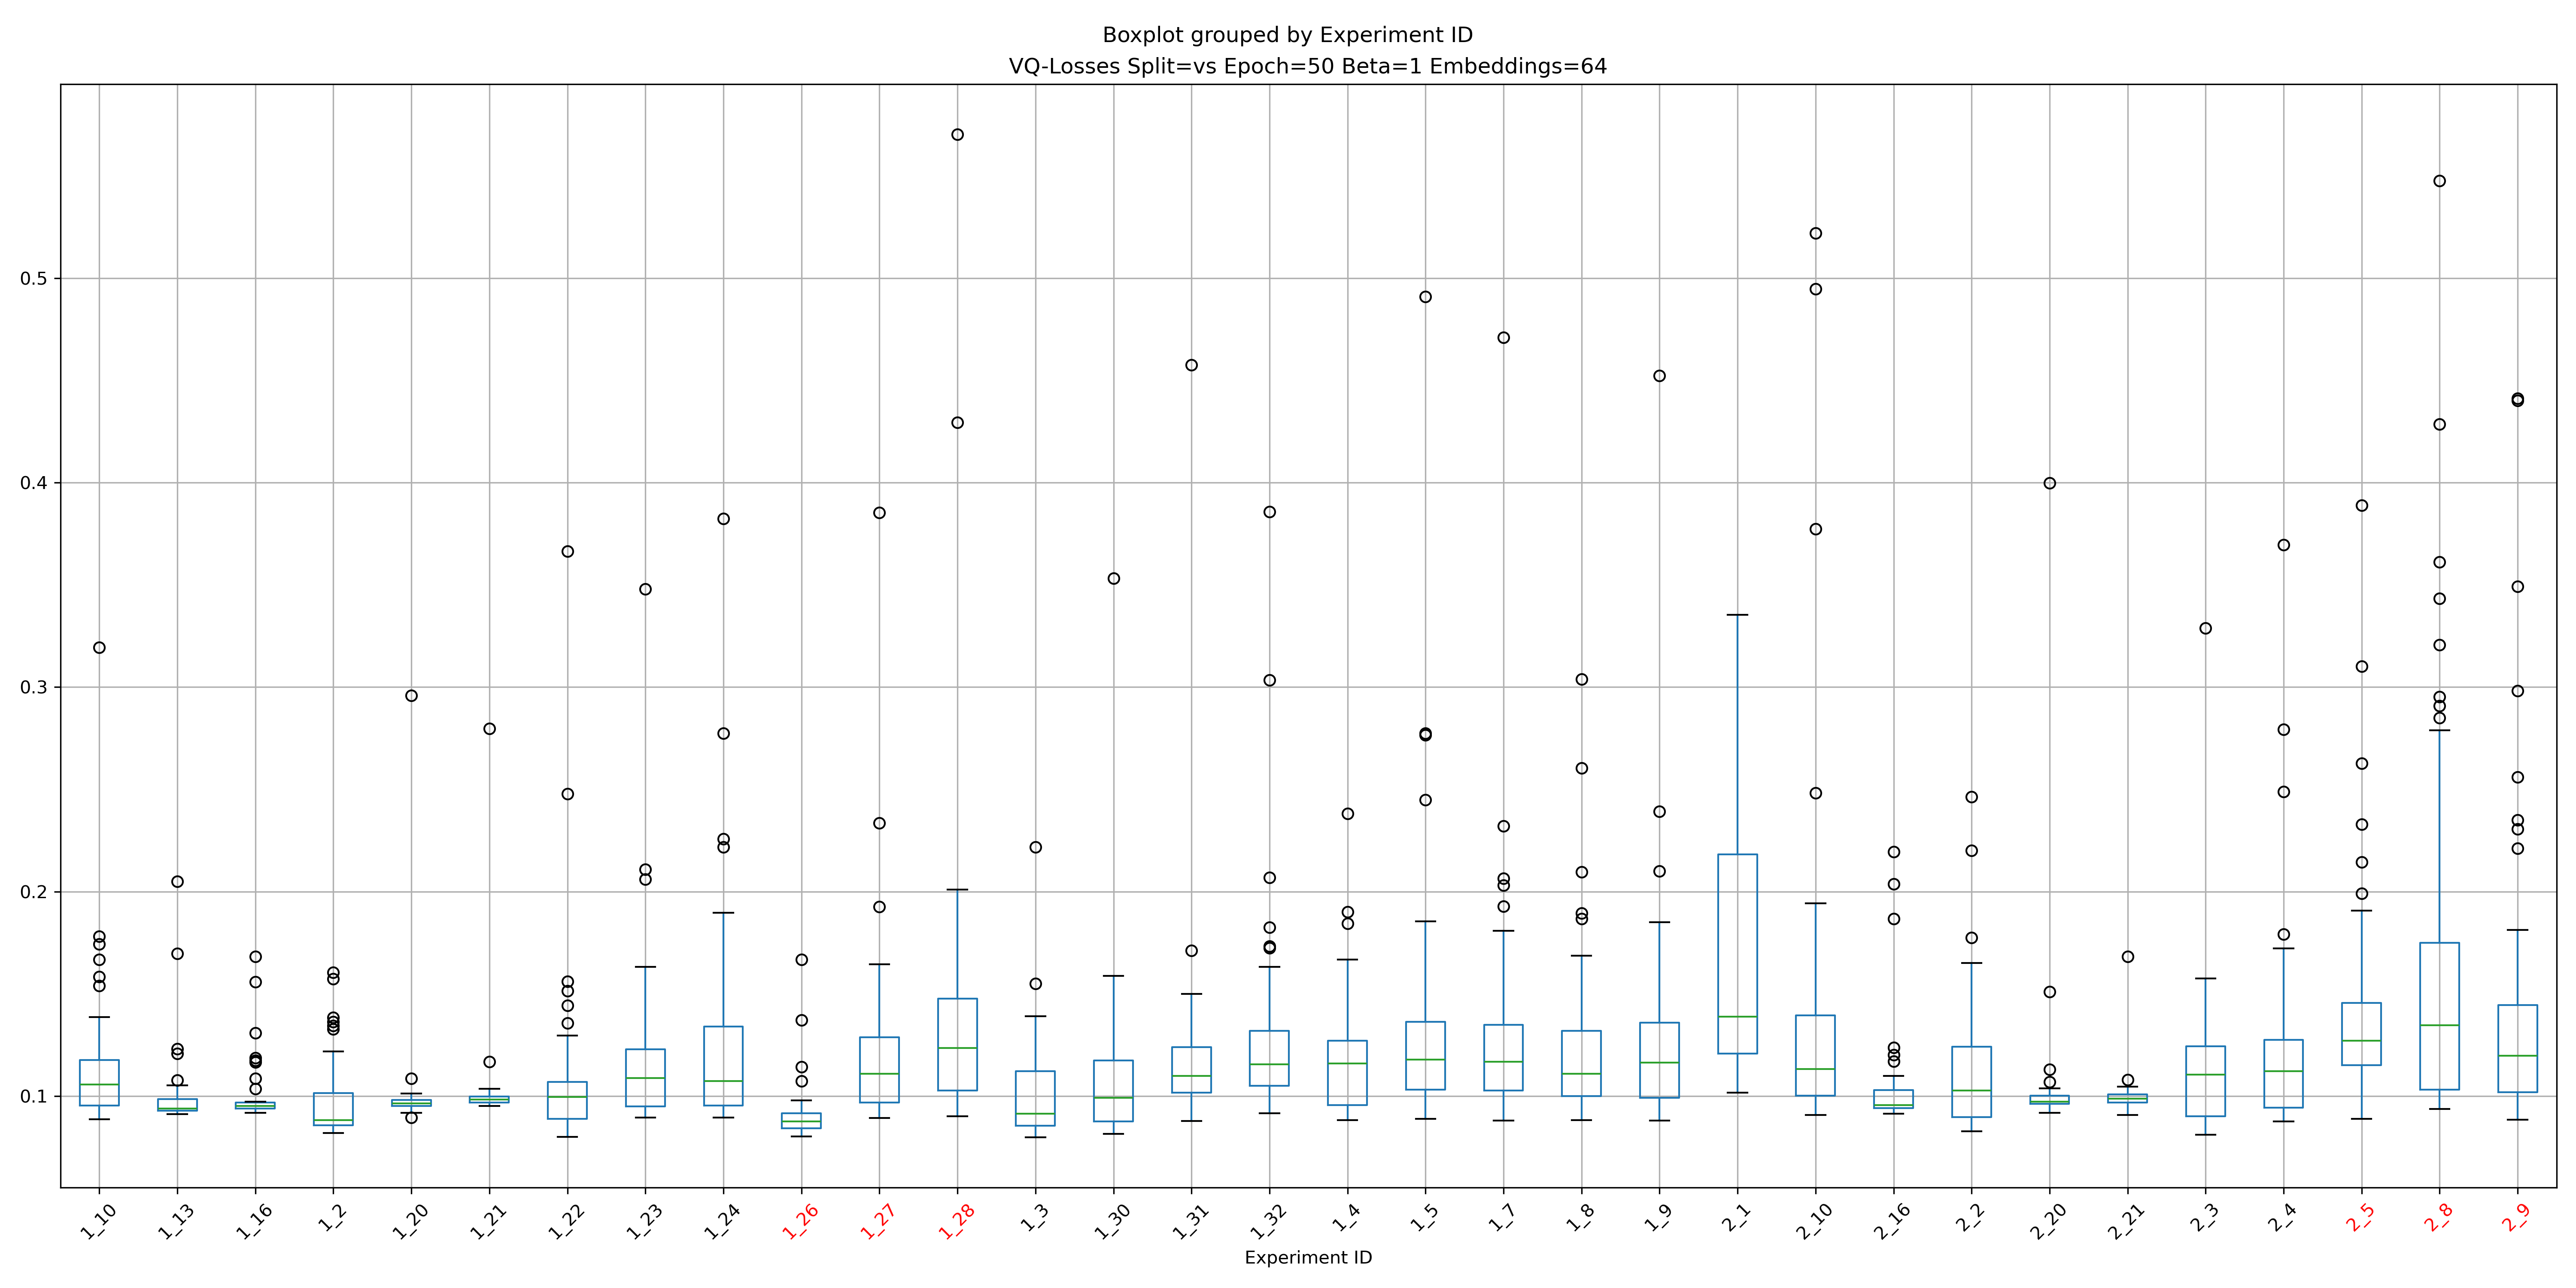 Boxplot grouped by Experiment ID
VQ-Losses Split=vs Epoch=50 Beta=1 Embeddings=64
0.5
0.4
0.3
0.2
0.1
1_10 1_13 1_16 1_2 1_20 1_21 1_22 1_23 1_24 1_26 1_27 1_28 1_3 1_30 1_31 1_32 1_4 1_5 1_7 1_8 1_9 2_1 2_10 2_16 2_2 2_20 2_21 2_3 2_4 2_5 2_8 2_9
Experiment ID